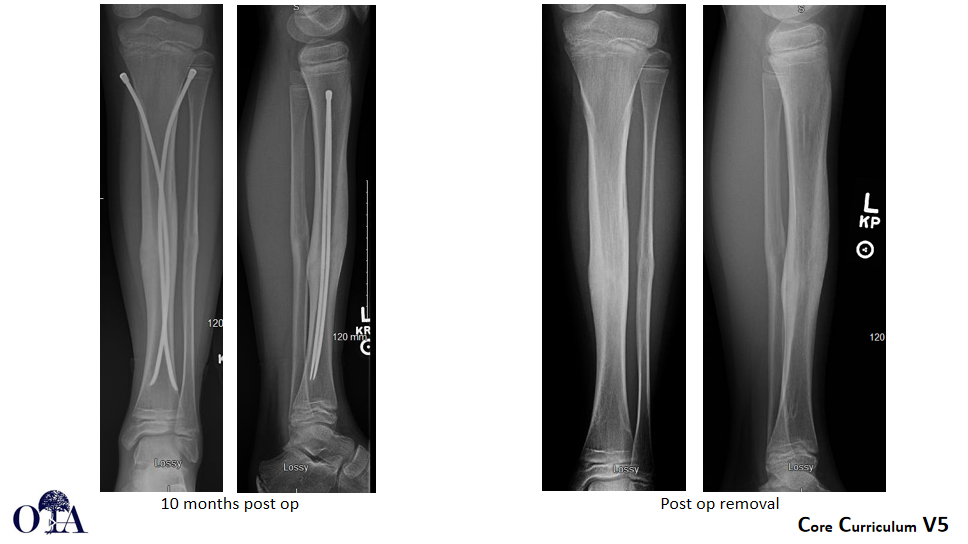 S
120
K
Lossy
L
L
KR
120 mm
Lossy
10 months post op
Lossy
S
L
KP
120
Lossy
Post op removal
OTA
Core Curriculum V5